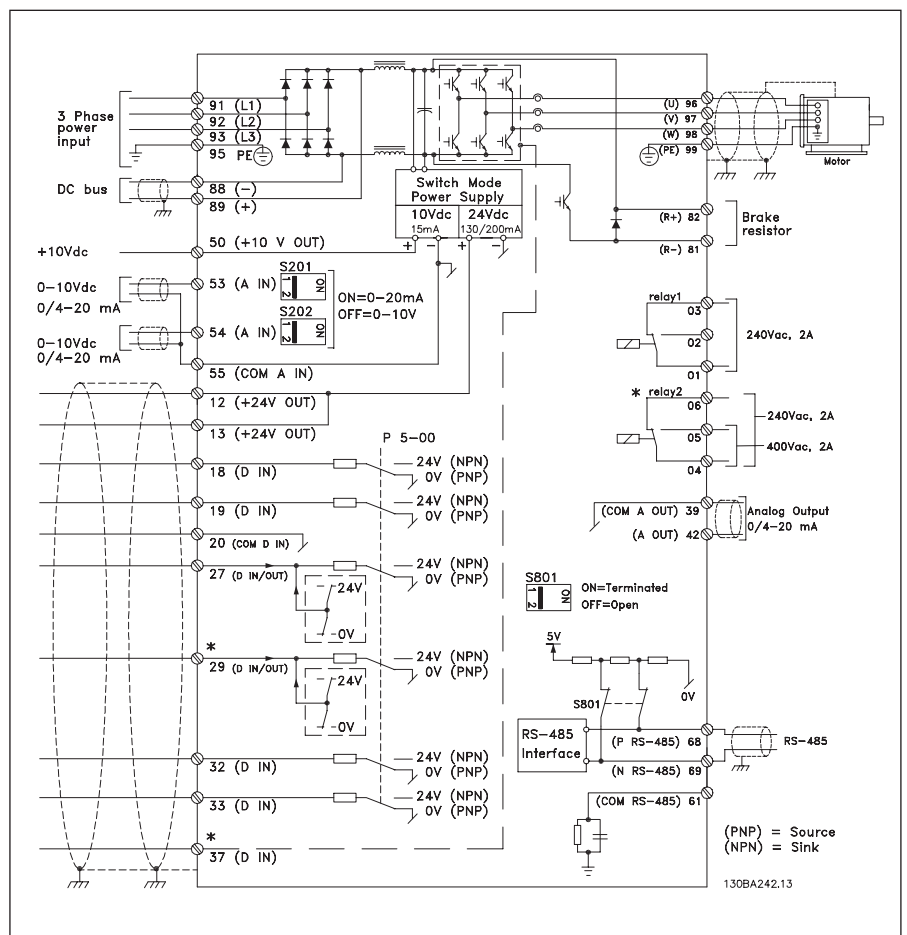 3 Phase
power
input
91 (L1)
92 (L2)
93 (L3)
95 PE
DC bus
88 (-)
89 (+)
+10Vdc
50 (+10 V OUT)
0-10Vdc
0/4-20 mA
53 (A IN)
S201
1 2
ON
ON=0-20mA
OFF=0-10V
0-10Vdc
0/4-20 mA
54 (A IN)
S202
1 2
ON
55 (COM A IN)
12 (+24V OUT)
13 (+24V OUT)
Switch Mode
Power Supply
10Vdc
15mA
24Vdc
130/200mA
+
-
+
-
P 5-00
18 (D IN)
24V (NPN)
0V (PNP)
19 (D IN)
24V (NPN)
0V (PNP)
20 (COM D IN)
27 (D IN/OUT)
24V (NPN)
0V (PNP)
24V
0V
*
29 (D IN/OUT)
24V (NPN)
0V (PNP)
24V
0V
32 (D IN)
24V (NPN)
0V (PNP)
33 (D IN)
24V (NPN)
0V (PNP)
*
37 (D IN)
(U) 96
(V) 97
(W) 98
(PE) 99
Motor
(R+) 82
(R-) 81
Brake
resistor
relay1
03
02
01
240Vac, 2A
* relay2
06
05
04
240Vac, 2A
400Vac, 2A
(COM A OUT) 39
(A OUT) 42
Analog Output
0/4-20 mA
S801
1 2
ON
ON=Terminated
OFF=Open
5V
S801
0V
RS-485
Interface
(P RS-485) 68
(N RS-485) 69
RS-485
(COM RS-485) 61
(PNP) = Source
(NPN) = Sink
130BA242.13